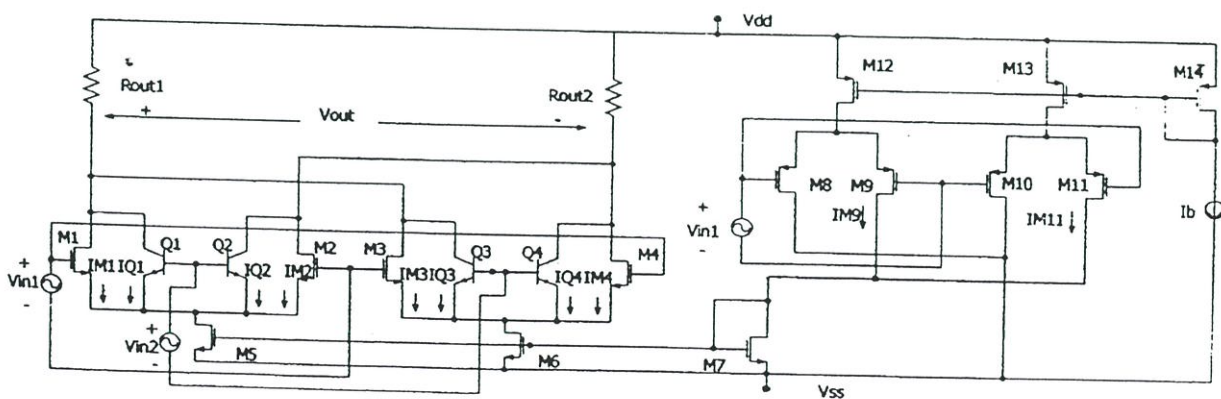 Vdd
M12
M13
M14
Rout1
Rout2
+
Vout
-
M8
M9
M10
M11
IM9
IM11
Ib
+
Vin1
-
M1
Q1
Q2
M2
M3
Q3
Q4
M4
+
Vin1
-
IM1
IQ1
IQ2
IM2
IM3
IQ3
IQ4
IM4
+
Vin2
-
M5
M6
M7
Vss